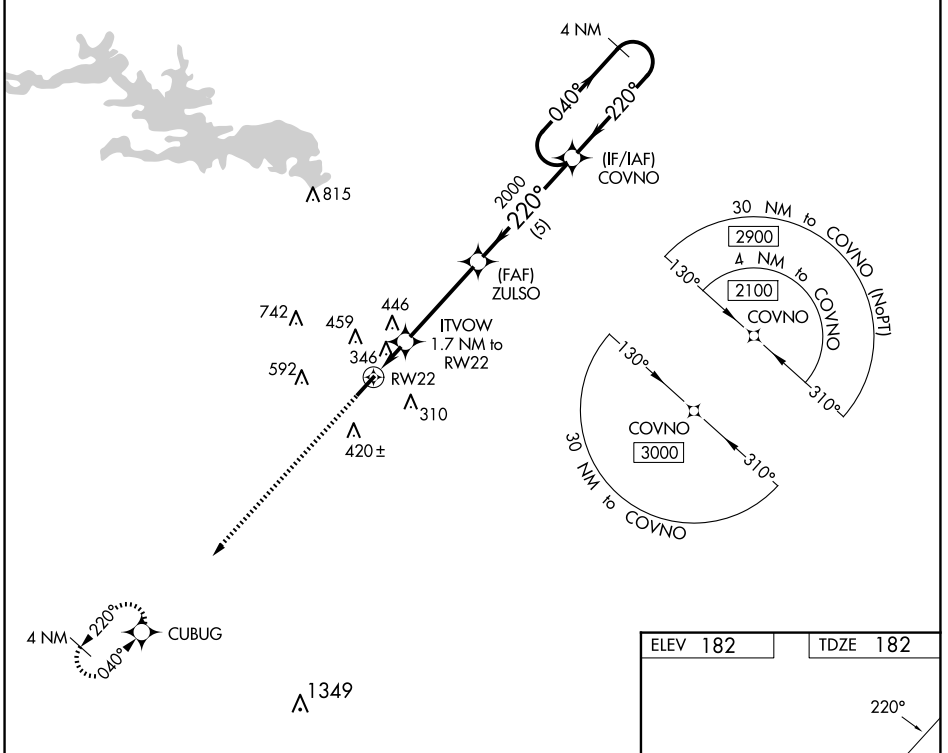 4 NM
040°
220°
(IF/IAF)
COVNO
2000
220°
(5)
815
(FAF)
ZULSO
30 NM to COVNO (NoPT)
2900
4 NM to COVNO
2100
130°
COVNO
310°
742
459
446
ITVOW
1.7 NM to
RW22
346
592
RW22
310
420±
130°
COVNO
3000
310°
30 NM to COVNO
4 NM
220°
040°
CUBUG
1349
ELEV 182
TDZE 182
220°